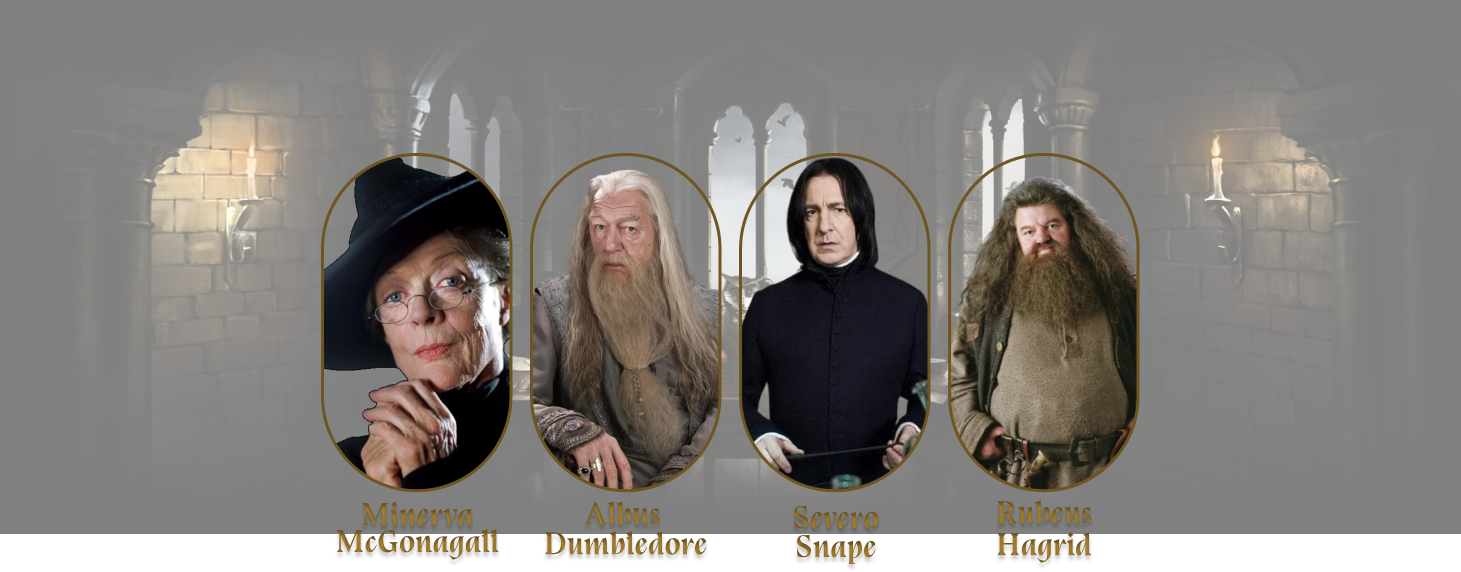 Minerva
McGonagall
Albus
Dumbledore
Severo
Snape
Rubeus
Hagrid